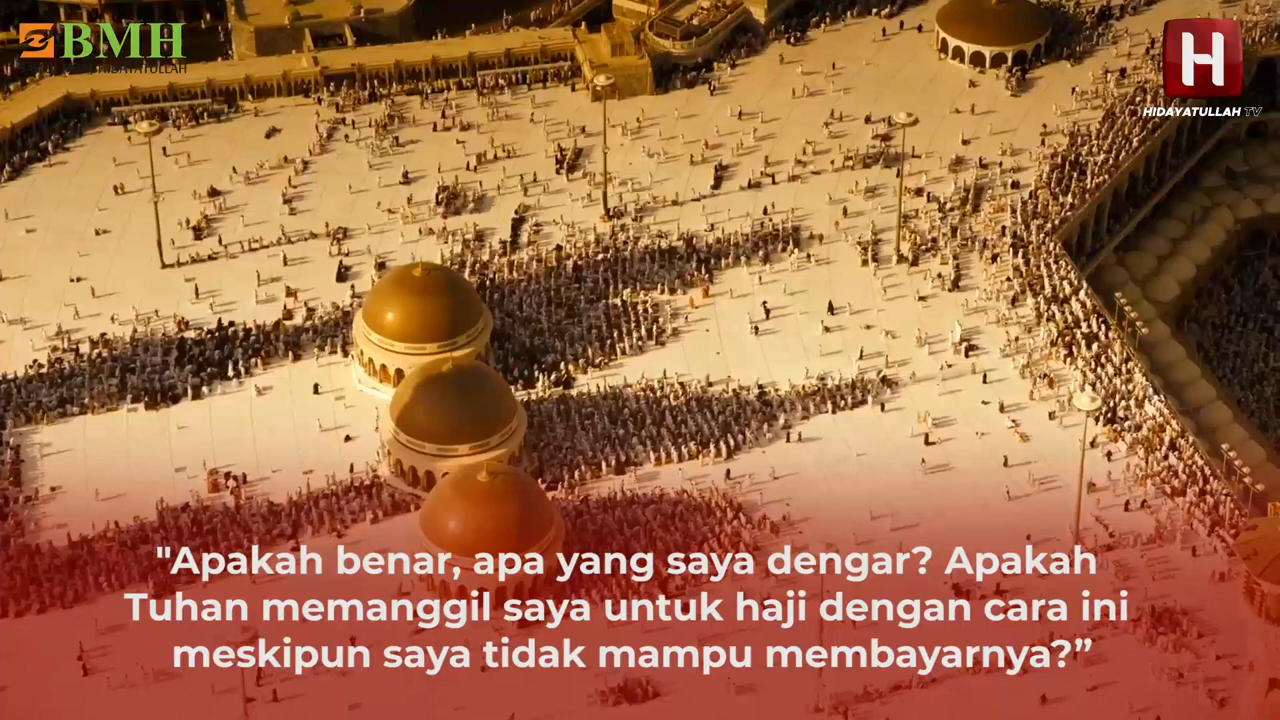 BMH
HIDAYATULLAH
H
HIDAYATULLAH TV
"Apakah benar, apa yang saya dengar? Apakah
Tuhan memanggil saya untuk haji dengan cara ini
meskipun saya tidak mampu membayarnya?”